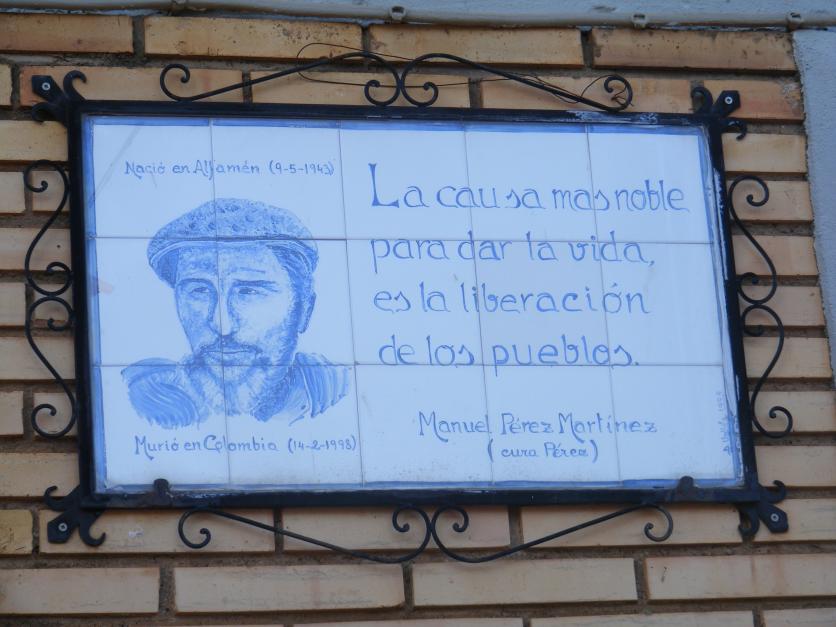 Nació en Alfamén (9-5-1943)
La causa mas noble
para dar la vida,
es la liberación
de los pueblos.
Murió en Colombia (14-2-1998)
Manuel Pérez Martínez
(cura Pérez)